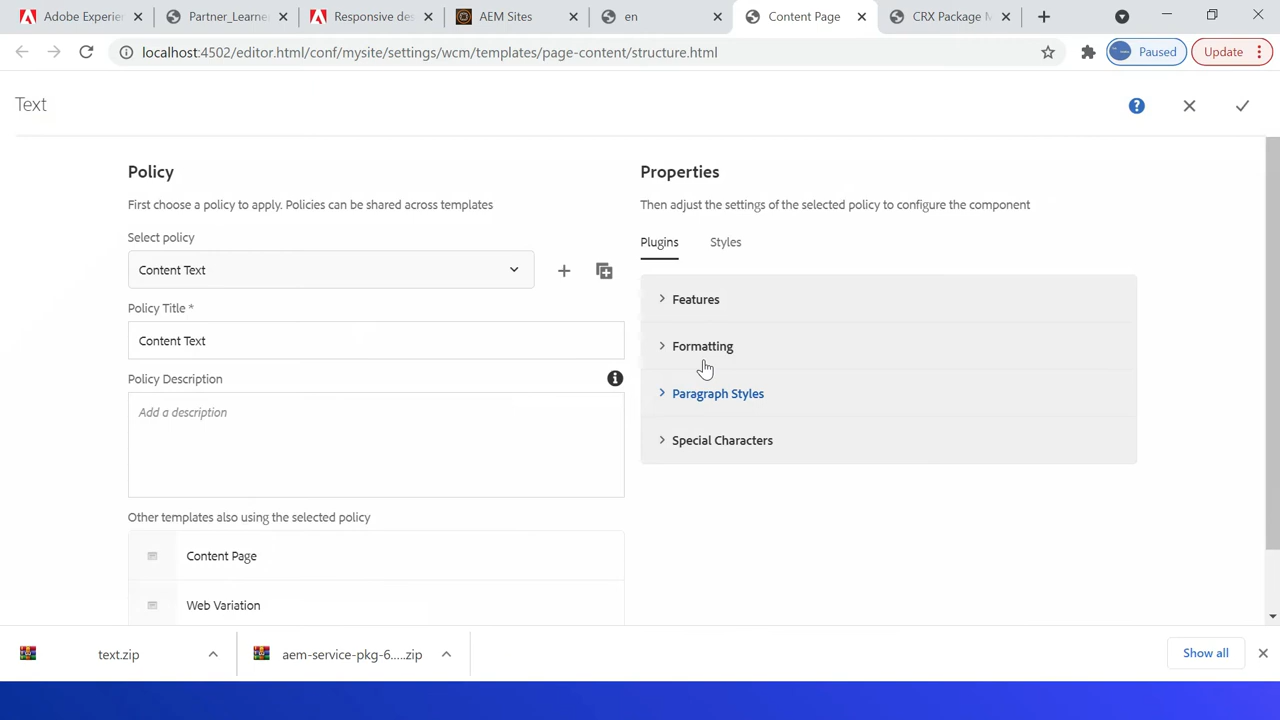 Adobe Experien
Partner_Learne
Responsive des
AEM Sites
en
Content Page
CRX Package M
localhost:4502/editor.html/conf/mysite/settings/wcm/templates/page-content/structure.html
Paused
Update
Text
Policy
First choose a policy to apply. Policies can be shared across templates
Select policy
Content Text
Policy Title *
Content Text
Policy Description
Add a description
Other templates also using the selected policy
Content Page
Web Variation
Properties
Then adjust the settings of the selected policy to configure the component
Plugins
Styles
Features
Formatting
Paragraph Styles
Special Characters
text.zip
aem-service-pkg-6.....zip
Show all